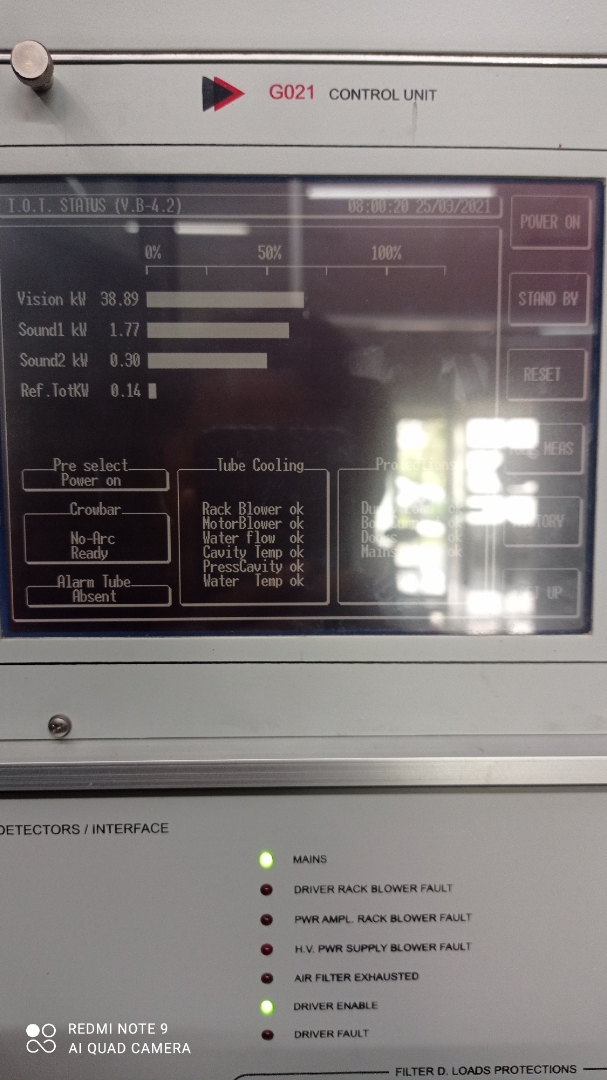 G021 CONTROL UNIT
I.O.T. STATUS (V.B-4.2) 08:00:20 25/03/2021
POWER ON
0% 50% 100%
Vision kW 38.89
STAND BY
Sound1 kW 1.77
Sound2 kW 0.30
RESET
Ref.TotKW 0.14
MEAS
Pre select
Power on
Tube Cooling
Crowbar
No-Arc
Ready
Rack Blower ok
MotorBlower ok
Water flow ok
Cavity Temp ok
PressCavity ok
Water Temp ok
ok
Alarm Tube
Absent
UP
DETECTORS / INTERFACE
MAINS
DRIVER RACK BLOWER FAULT
PWR AMPL. RACK BLOWER FAULT
H.V. PWR SUPPLY BLOWER FAULT
AIR FILTER EXHAUSTED
DRIVER ENABLE
DRIVER FAULT
FILTER D. LOADS PROTECTIONS
REDMI NOTE 9
AI QUAD CAMERA